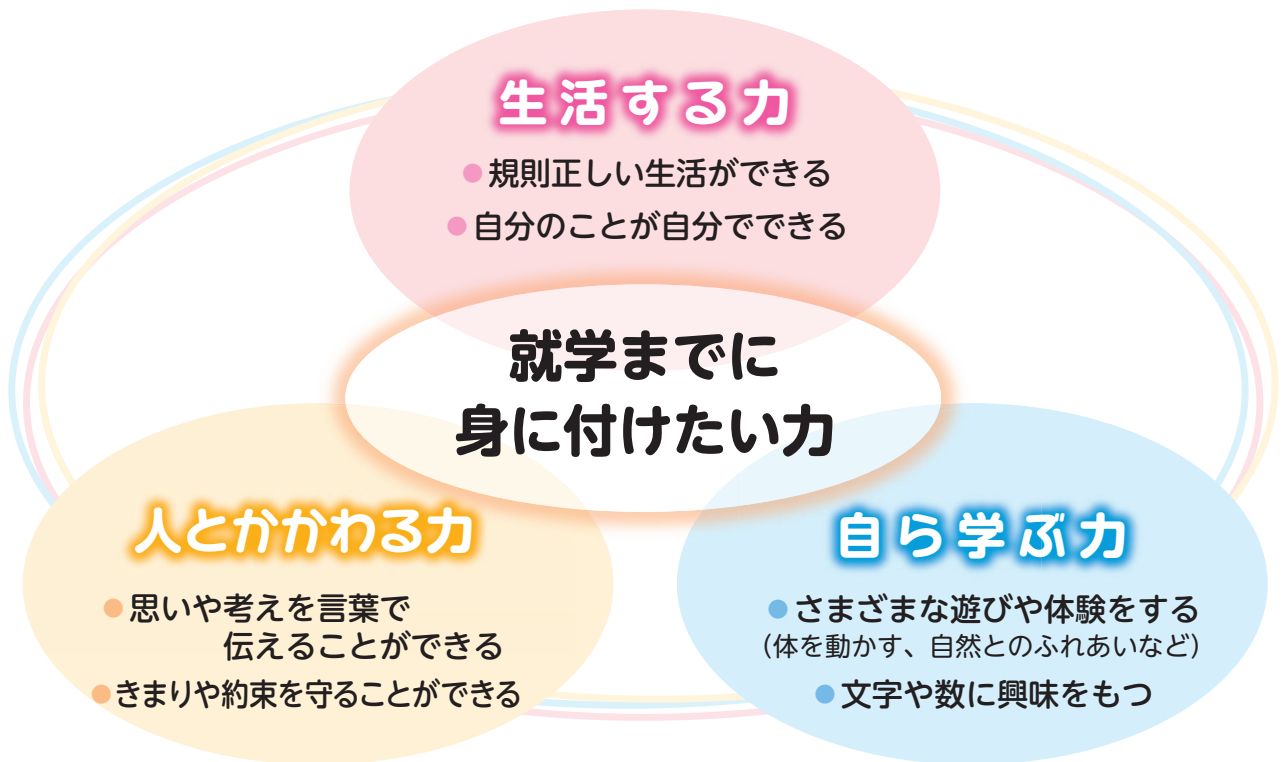 生活する力
●規則正しい生活ができる
●自分のことが自分でできる
就学までに
身に付けたい力
人とかかわる力
●思いや考えを言葉で
伝えることができる
●きまりや約束を守ることができる
自ら学ぶ力
●さまざまな遊びや体験をする
（体を動かす、自然とのふれあいなど）
●文字や数に興味をもつ